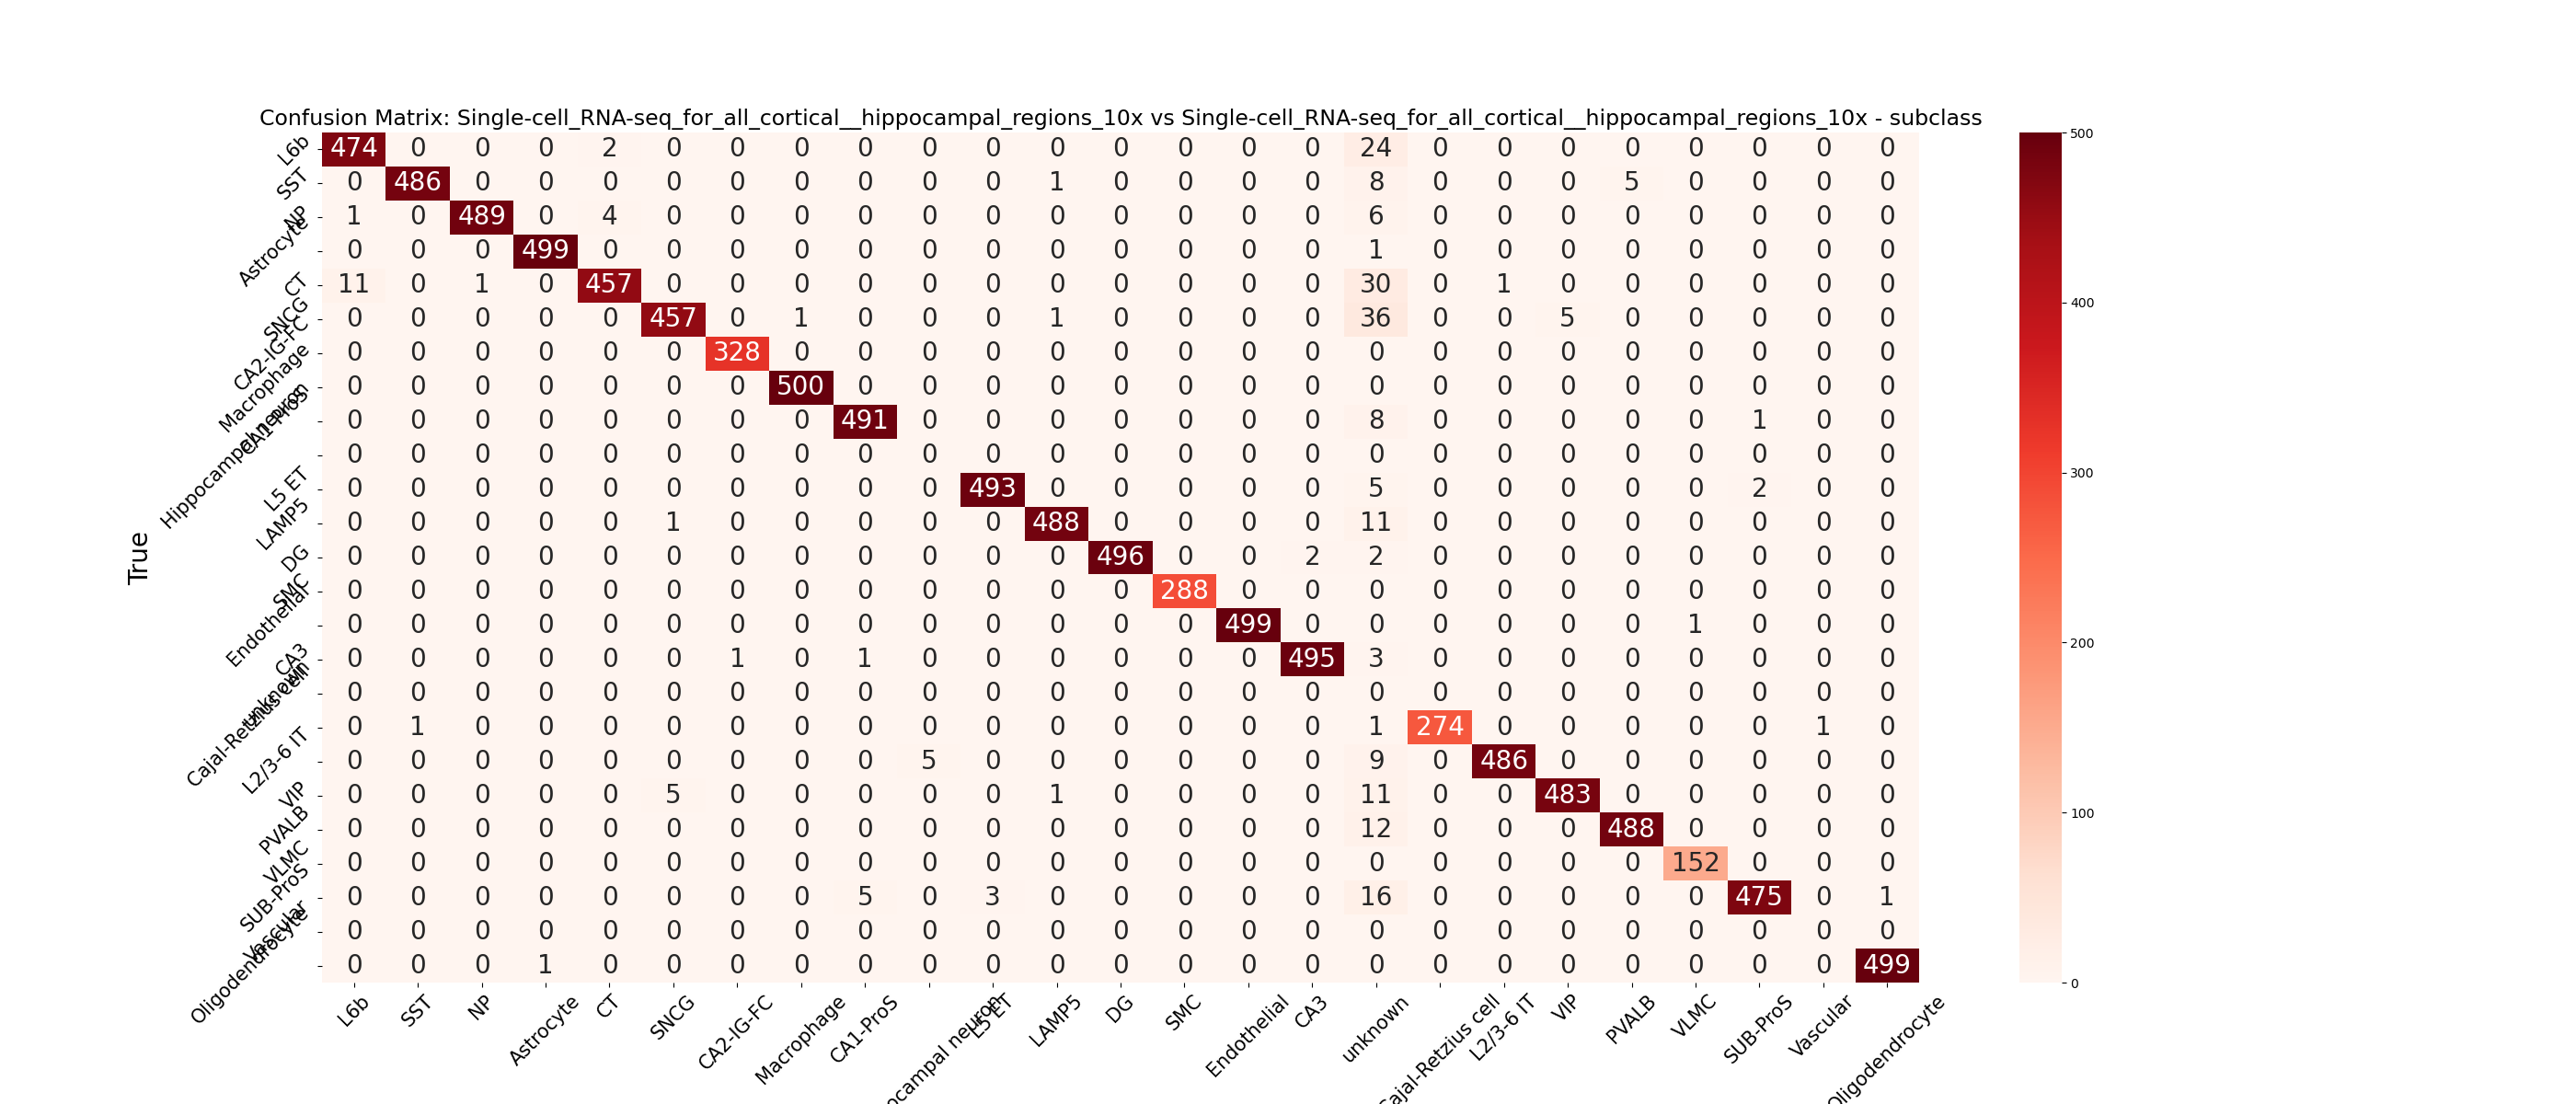 Confusion Matrix: Single-cell_RNA-seq_for_all_cortical__hippocampal_regions_10x vs Single-cell_RNA-seq_for_all_cortical__hippocampal_regions_10x - subclass
L6b 474 0 0 0 2 0 0 0 0 0 0 0 0 0 0 0 24 0 0 0 0 0 0 0 0
SST 0 486 0 0 0 0 0 0 0 0 0 1 0 0 0 0 8 0 0 0 5 0 0 0 0
NP 1 0 489 0 4 0 0 0 0 0 0 0 0 0 0 0 6 0 0 0 0 0 0 0 0
Astrocyte 0 0 0 499 0 0 0 0 0 0 0 0 0 0 0 0 1 0 0 0 0 0 0 0 0
CT 11 0 1 0 457 0 0 0 0 0 0 0 0 0 0 0 30 0 1 0 0 0 0 0 0
SNCG 0 0 0 0 0 457 0 1 0 0 0 1 0 0 0 0 36 0 0 5 0 0 0 0 0
CA2-IG-FC 0 0 0 0 0 0 328 0 0 0 0 0 0 0 0 0 0 0 0 0 0 0 0 0 0
Macrophage 0 0 0 0 0 0 0 500 0 0 0 0 0 0 0 0 0 0 0 0 0 0 0 0 0
CA1-ProS 0 0 0 0 0 0 0 0 491 0 0 0 0 0 0 0 8 0 0 0 0 0 1 0 0
Hippocampal neuron 0 0 0 0 0 0 0 0 0 0 0 0 0 0 0 0 0 0 0 0 0 0 0 0 0
L5 ET 0 0 0 0 0 0 0 0 0 0 493 0 0 0 0 0 5 0 0 0 0 0 2 0 0
LAMP5 0 0 0 0 0 1 0 0 0 0 0 488 0 0 0 0 11 0 0 0 0 0 0 0 0
DG 0 0 0 0 0 0 0 0 0 0 0 0 496 0 0 2 2 0 0 0 0 0 0 0 0
SMC 0 0 0 0 0 0 0 0 0 0 0 0 0 288 0 0 0 0 0 0 0 0 0 0 0
Endothelial 0 0 0 0 0 0 0 0 0 0 0 0 0 0 499 0 0 0 0 0 0 1 0 0 0
CA3 0 0 0 0 0 0 1 0 1 0 0 0 0 0 0 495 3 0 0 0 0 0 0 0 0
unknown 0 0 0 0 0 0 0 0 0 0 0 0 0 0 0 0 0 0 0 0 0 0 0 0 0
Cajal-Retzius cell 0 1 0 0 0 0 0 0 0 0 0 0 0 0 0 0 1 274 0 0 0 0 0 1 0
L2/3-6 IT 0 0 0 0 0 0 0 0 0 5 0 0 0 0 0 0 9 0 486 0 0 0 0 0 0
VIP 0 0 0 0 0 5 0 0 0 0 0 1 0 0 0 0 11 0 0 483 0 0 0 0 0
PVALB 0 0 0 0 0 0 0 0 0 0 0 0 0 0 0 0 12 0 0 0 488 0 0 0 0
VLMC 0 0 0 0 0 0 0 0 0 0 0 0 0 0 0 0 0 0 0 0 0 152 0 0 0
SUB-ProS 0 0 0 0 0 0 0 0 5 0 3 0 0 0 0 0 16 0 0 0 0 0 475 0 1
Vascular 0 0 0 0 0 0 0 0 0 0 0 0 0 0 0 0 0 0 0 0 0 0 0 0 0
Oligodendrocyte 0 0 0 1 0 0 0 0 0 0 0 0 0 0 0 0 0 0 0 0 0 0 0 0 499
True
L6b SST NP Astrocyte CT SNCG CA2-IG-FC Macrophage CA1-ProS ocampal neuron L5 ET LAMP5 DG SMC Endothelial CA3 unknown Cajal-Retzius cell L2/3-6 IT VIP PVALB VLMC SUB-ProS Vascular Oligodendrocyte
500
400
300
200
100
0